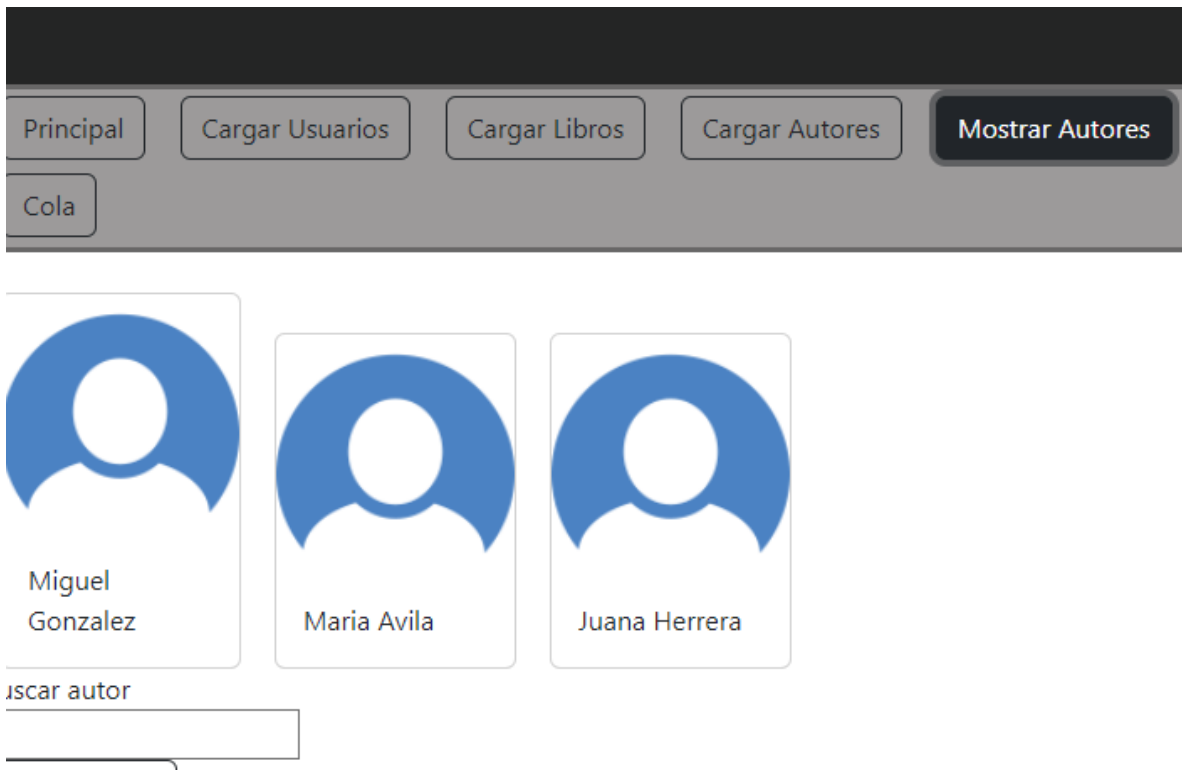 Principal
Cargar Usuarios
Cargar Libros
Cargar Autores
Mostrar Autores
Cola
Miguel
Gonzalez
Maria Avila
Juana Herrera
uscar autor